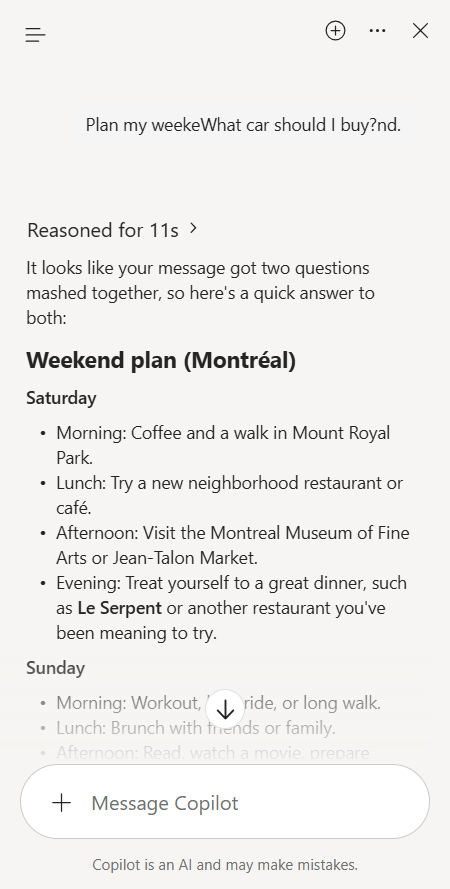 Plan my weekeWhat car should I buy?nd.
Reasoned for 11s
It looks like your message got two questions
mashed together, so here's a quick answer to
both:
Weekend plan (Montréal)
Saturday
• Morning: Coffee and a walk in Mount Royal
Park.
• Lunch: Try a new neighborhood restaurant or
café.
• Afternoon: Visit the Montreal Museum of Fine
Arts or Jean-Talon Market.
• Evening: Treat yourself to a great dinner, such
as Le Serpent or another restaurant you've
been meaning to try.
Sunday
• Morning: Workout, ride, or long walk.
• Lunch: Brunch with friends or family.
• Afternoon: Read, watch a movie, prepare
Message Copilot
Copilot is an AI and may make mistakes.